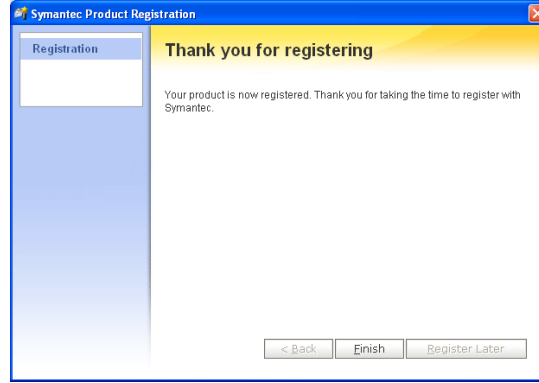 Symantec Product Registration
Registration
Thank you for registering
Your product is now registered. Thank you for taking the time to register with
Symantec.
< Back
Finish
Register Later